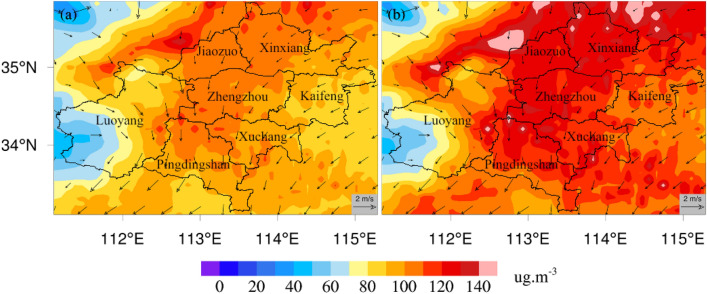 (a)
(b)
Jiaozuo
Xinxiang
Jiaozuo
Xinxiang
35°N
Zhengzhou
Kaifeng
Zhengzhou
Kaifeng
Luoyang
Luoyang
Xuchang
Xuchang
34°N
Pingdingshan
Pingdingshan
2 m/s
2 m/s
112°E 113°E 114°E 115°E
112°E 113°E 114°E 115°E
0 20 40 60 80 100 120 140 ug.m-3